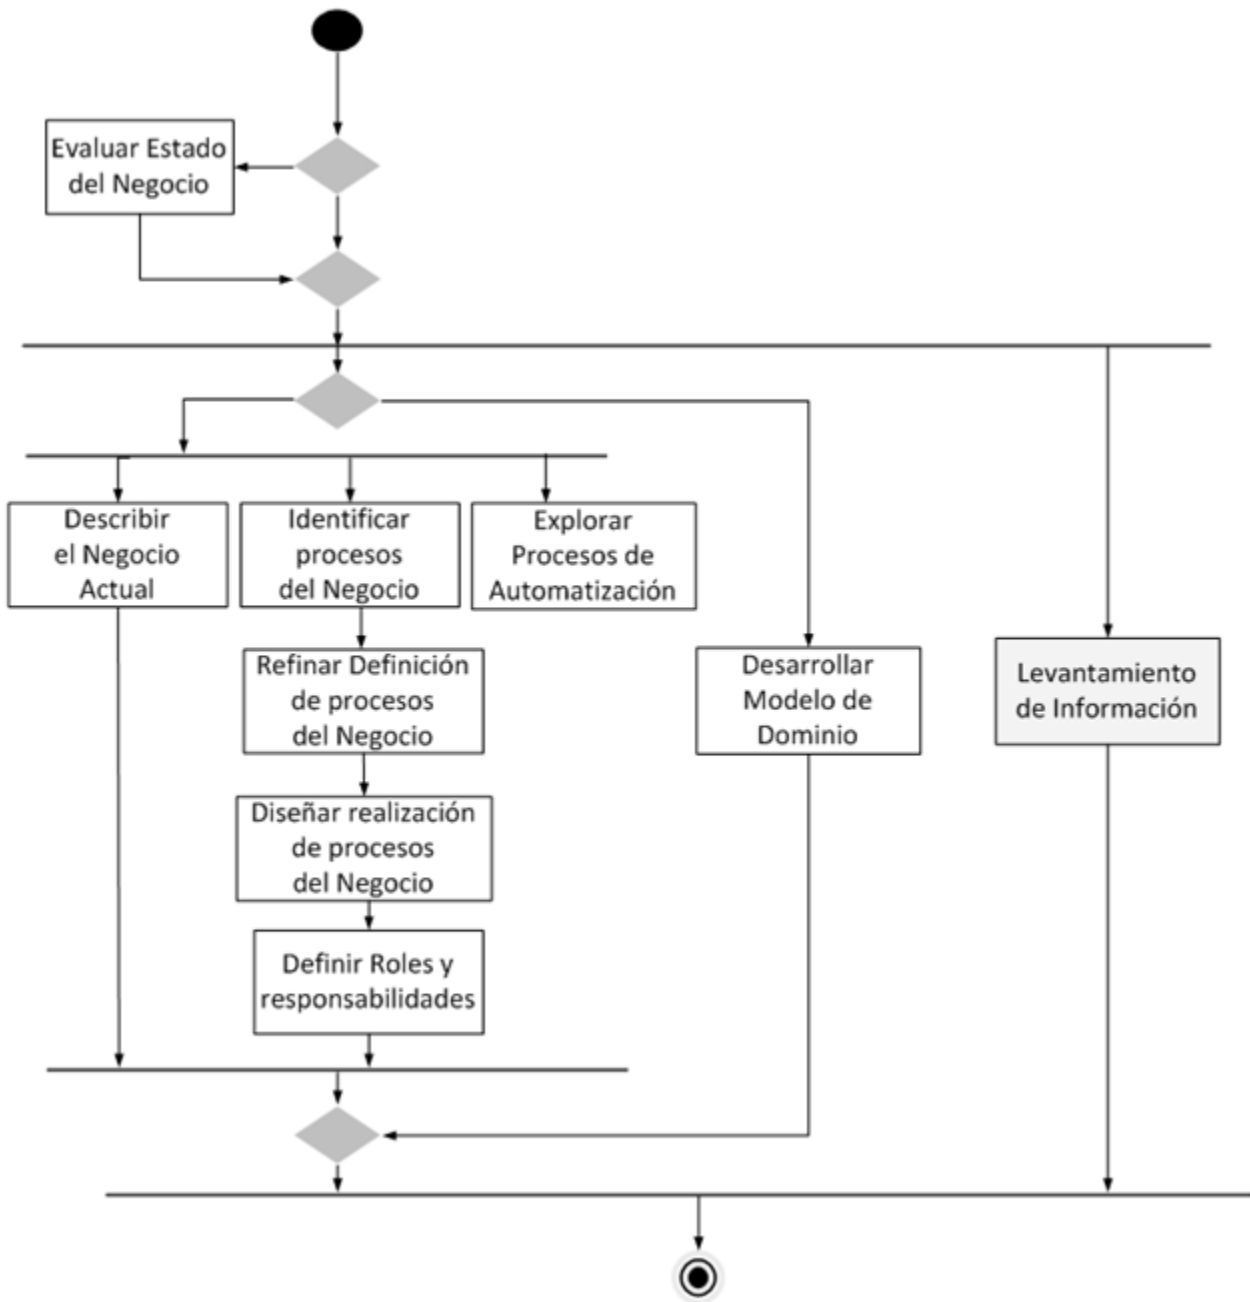 Evaluar Estado
del Negocio
Describir
el Negocio
Actual
Identificar
procesos
del Negocio
Explorar
Procesos de
Automatización
Refinar Definición
de procesos
del Negocio
Desarrollar
Modelo de
Dominio
Levantamiento
de Información
Diseñar realización
de procesos
del Negocio
Definir Roles y
responsabilidades